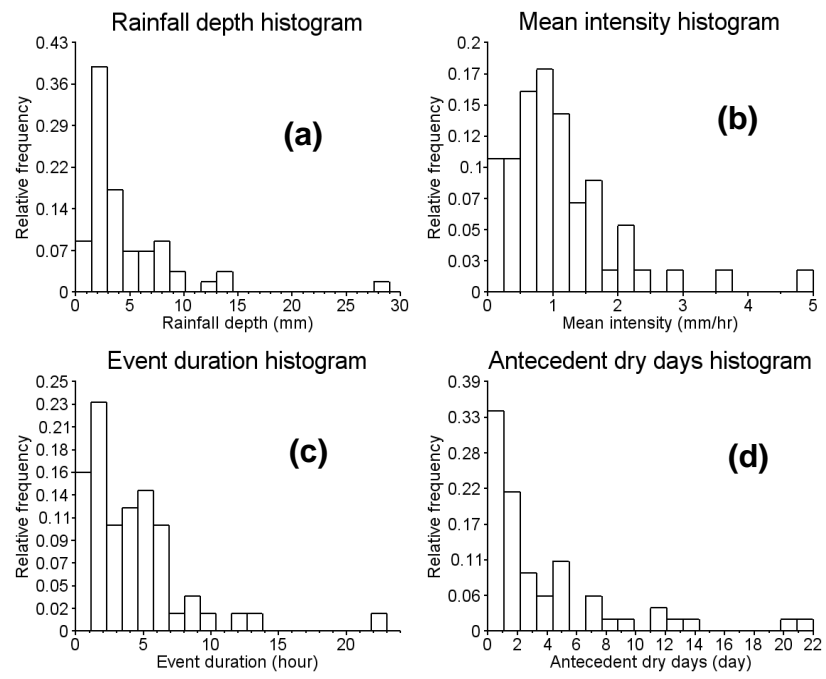 Rainfall depth histogram
0.43
0.36
0.29
0.22
0.14
0.07
0
Relative frequency
(a)
0 5 10 15 20 25 30
Rainfall depth (mm)
Mean intensity histogram
0.2
0.17
0.15
0.12
0.1
0.07
0.05
0.03
0
Relative frequency
(b)
0 1 2 3 4 5
Mean intensity (mm/hr)
Event duration histogram
0.25
0.23
0.21
0.18
0.16
0.14
0.11
0.09
0.07
0.05
0.02
0
Relative frequency
(c)
0 5 10 15 20
Event duration (hour)
Antecedent dry days histogram
0.39
0.33
0.28
0.22
0.17
0.11
0.06
0
Relative frequency
(d)
0 2 4 6 8 10 12 14 16 18 20 22
Antecedent dry days (day)